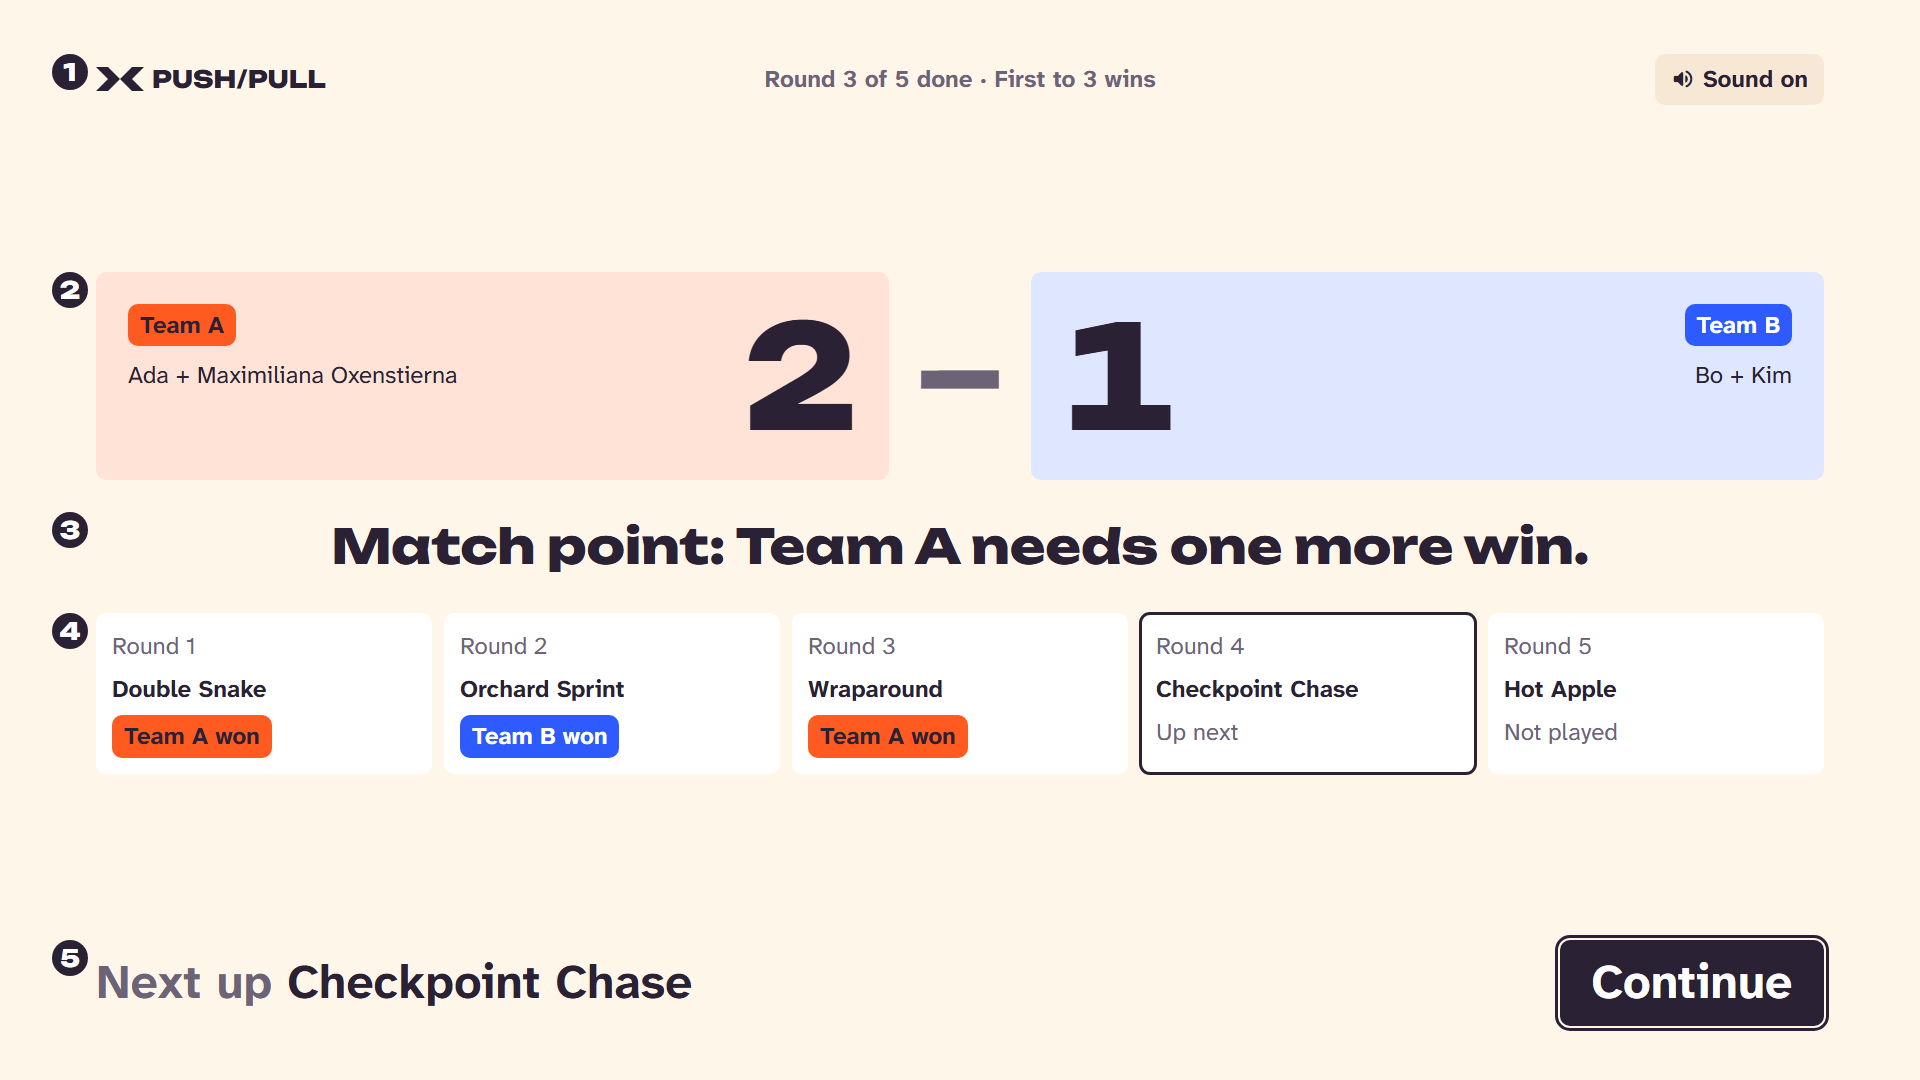 1 PUSH/PULL
Round 3 of 5 done · First to 3 wins
Sound on
2
Team A
Ada + Maximiliana Oxenstierna
2 – 1
Team B
Bo + Kim
3
Match point: Team A needs one more win.
4
Round 1
Double Snake
Team A won
Round 2
Orchard Sprint
Team B won
Round 3
Wraparound
Team A won
Round 4
Checkpoint Chase
Up next
Round 5
Hot Apple
Not played
5
Next up Checkpoint Chase
Continue